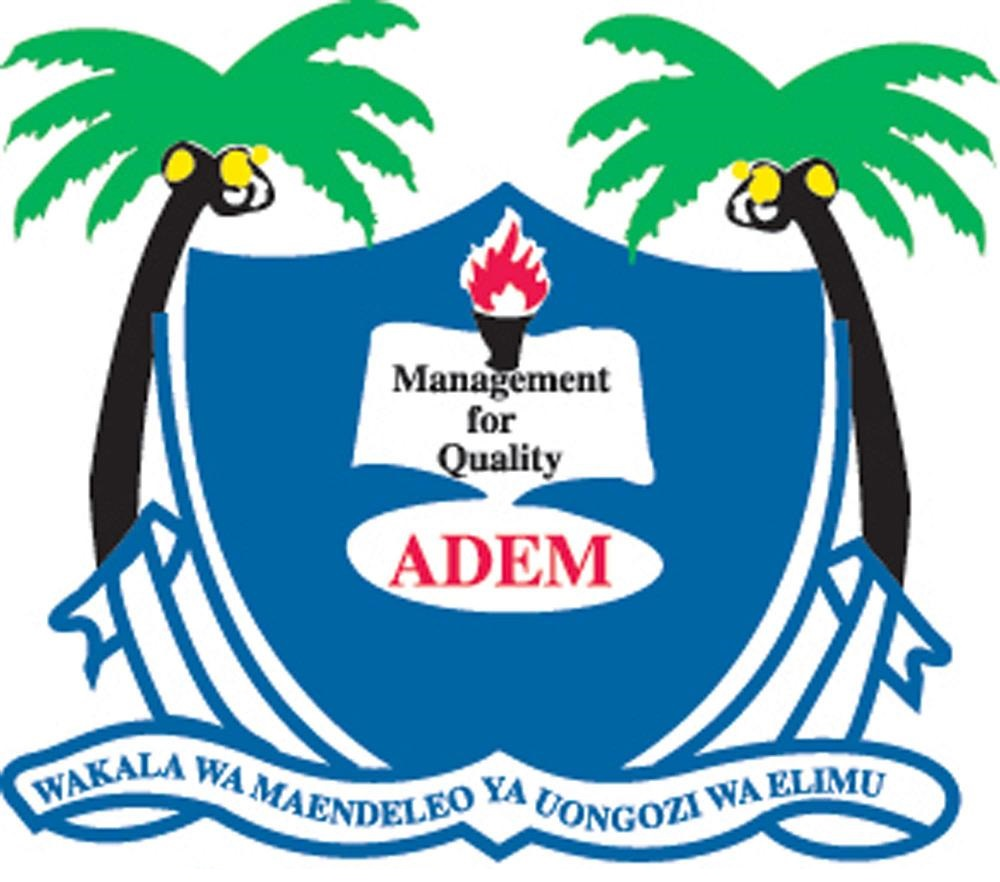 Management
for
Quality
ADEM
WAKALA WA MAENDELEO YA UONGOZI WA ELIMU